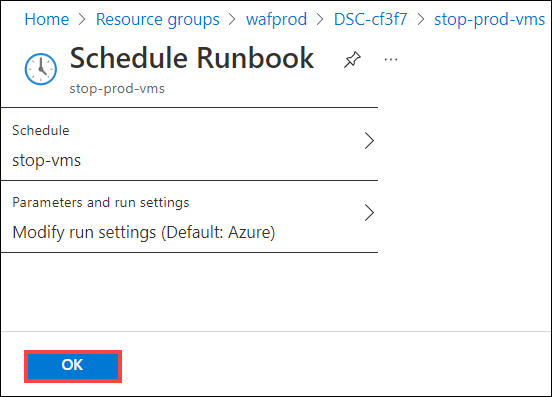 Home > Resource groups > wafprod > DSC-cf3f7 > stop-prod-vms
Schedule Runbook ...
stop-prod-vms
Schedule
stop-vms
Parameters and run settings
Modify run settings (Default: Azure)
OK